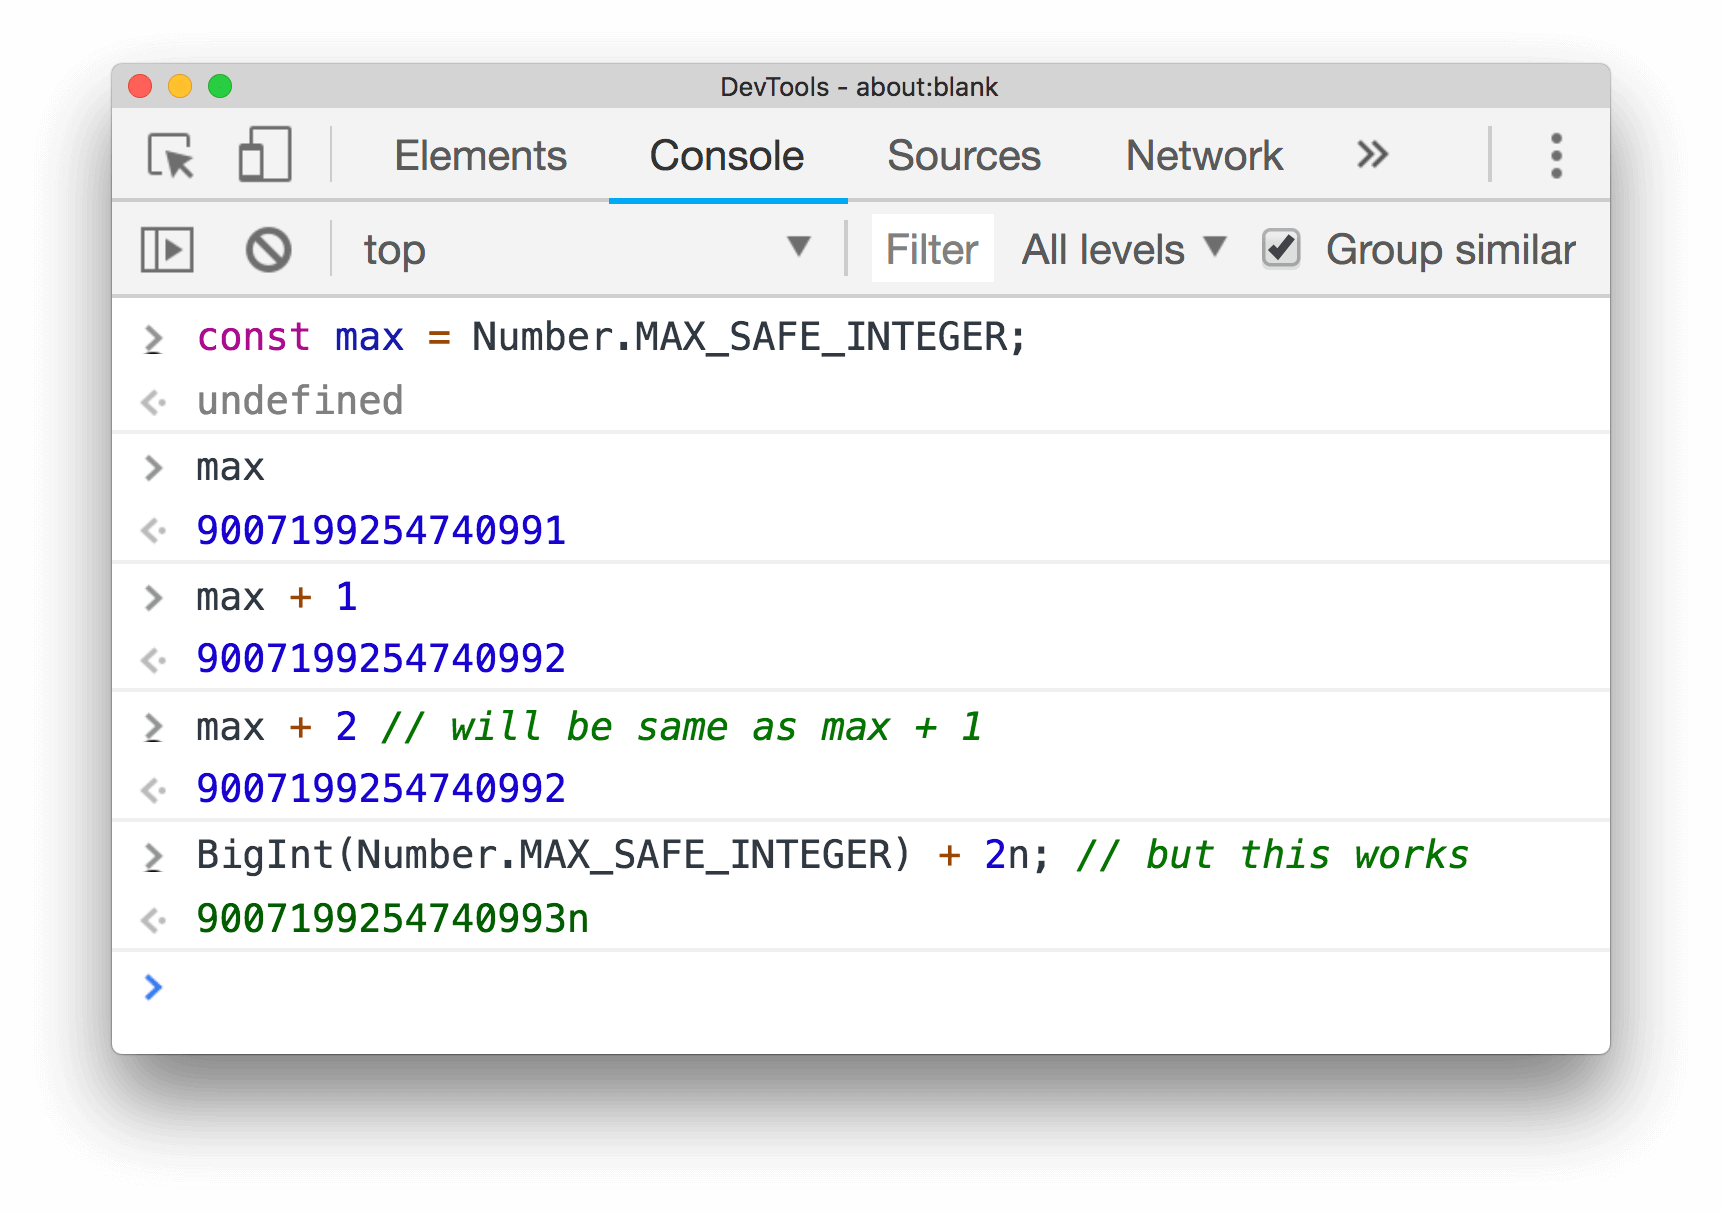 DevTools - about:blank
Elements Console Sources Network »
top ▼ Filter All levels ▼ Group similar
> const max = Number.MAX_SAFE_INTEGER;
undefined
> max
9007199254740991
> max + 1
9007199254740992
> max + 2 // will be same as max + 1
9007199254740992
> BigInt(Number.MAX_SAFE_INTEGER) + 2n; // but this works
9007199254740993n
>